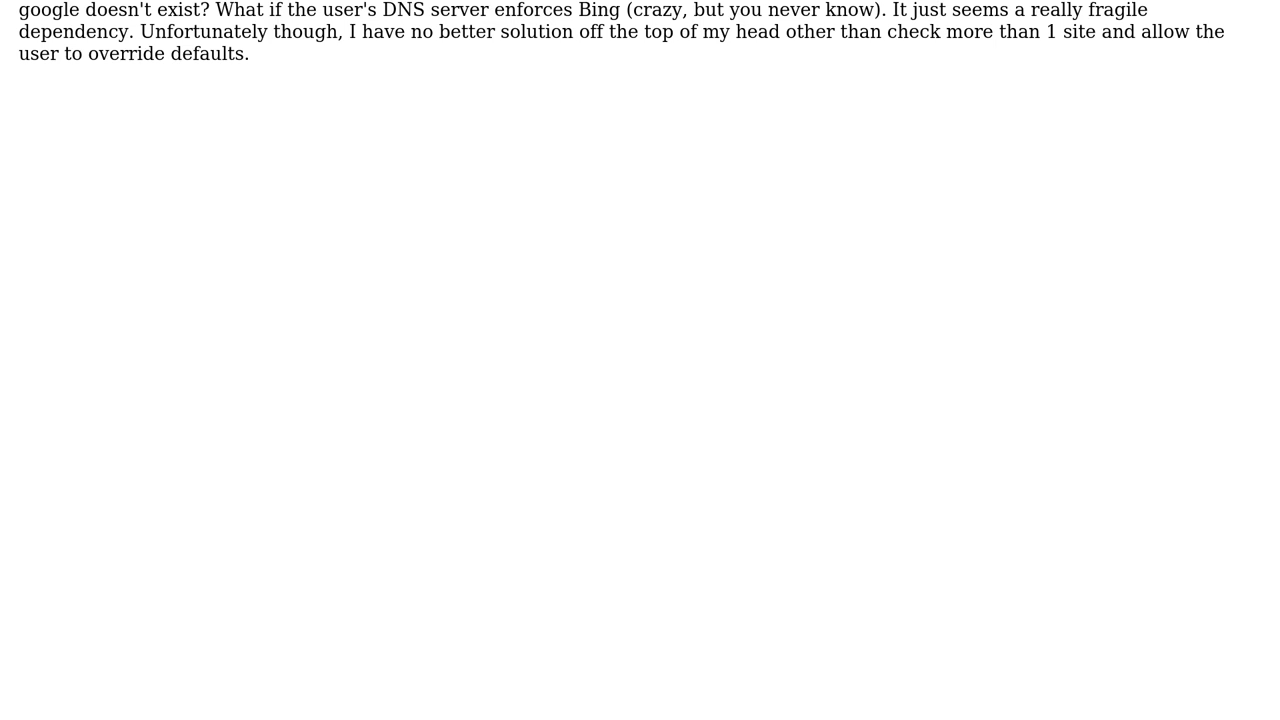 google doesn't exist? What if the user's DNS server enforces Bing (crazy, but you never know). It just seems a really fragile
dependency. Unfortunately though, I have no better solution off the top of my head other than check more than 1 site and allow the
user to override defaults.